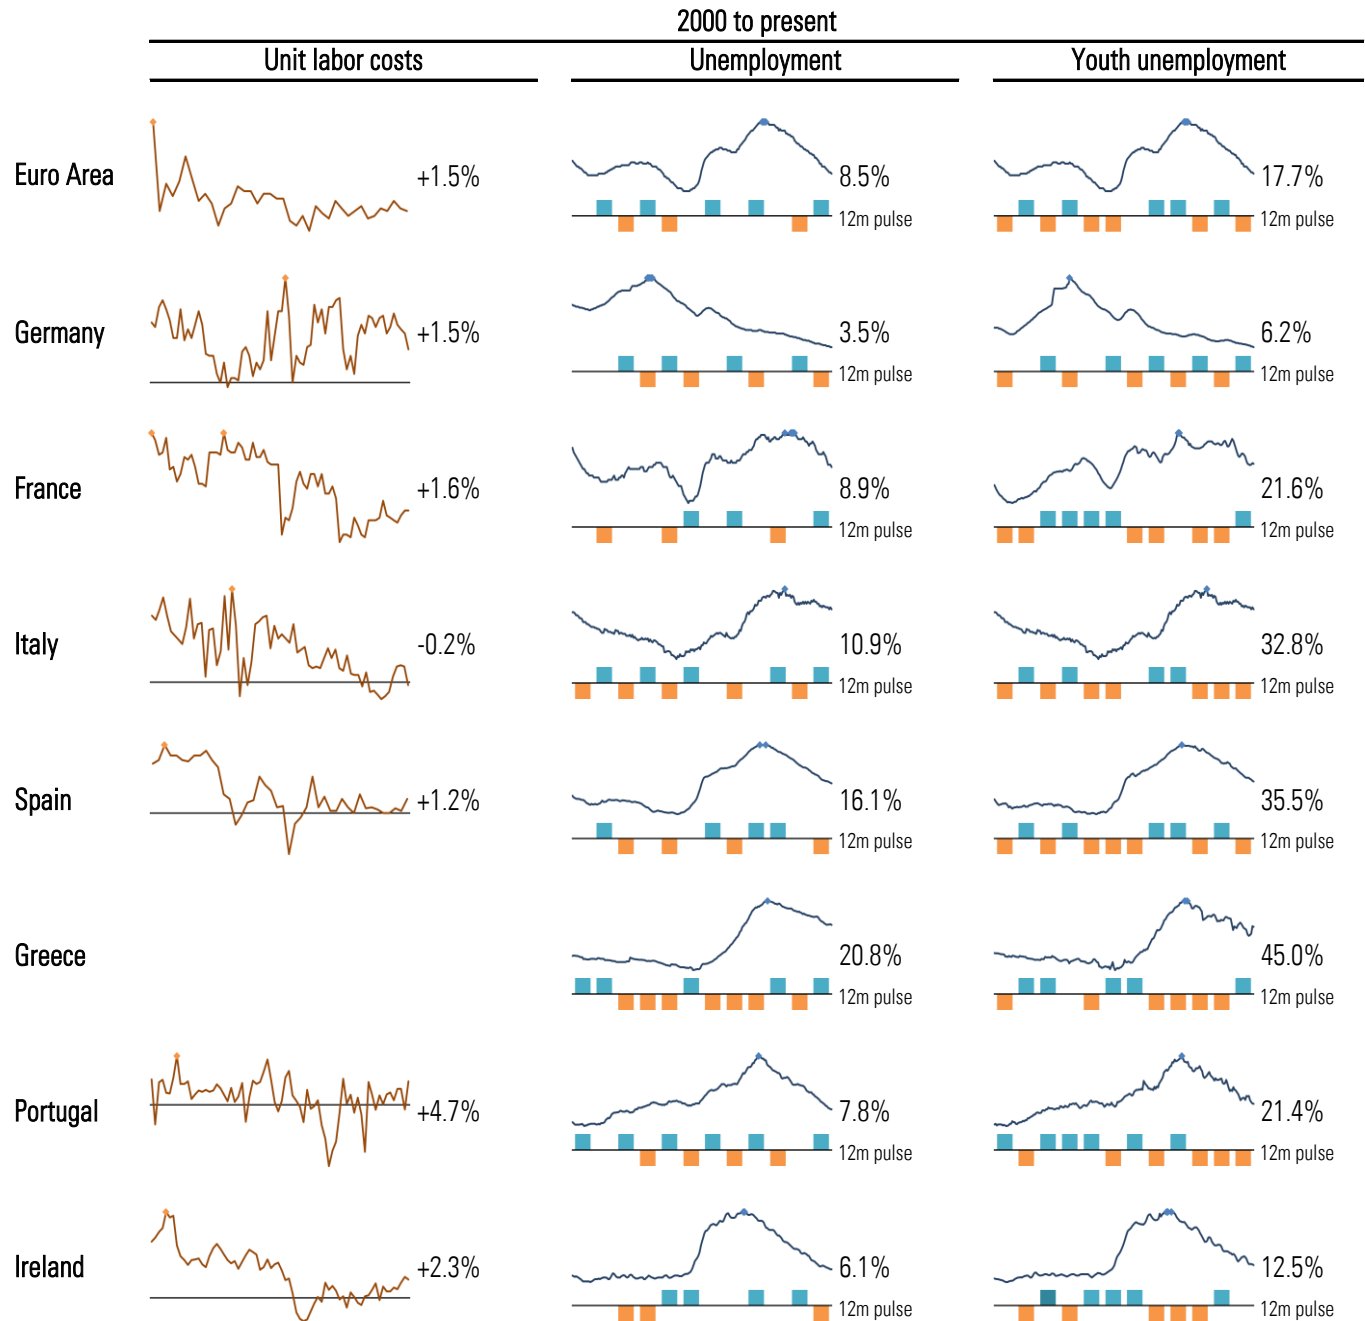 2000 to present
Unit labor costs Unemployment Youth unemployment
Euro Area +1.5% 8.5% 17.7%
12m pulse 12m pulse
Germany +1.5% 3.5% 6.2%
12m pulse 12m pulse
France +1.6% 8.9% 21.6%
12m pulse 12m pulse
Italy -0.2% 10.9% 32.8%
12m pulse 12m pulse
Spain +1.2% 16.1% 35.5%
12m pulse 12m pulse
Greece 20.8% 45.0%
12m pulse 12m pulse
Portugal +4.7% 7.8% 21.4%
12m pulse 12m pulse
Ireland +2.3% 6.1% 12.5%
12m pulse 12m pulse